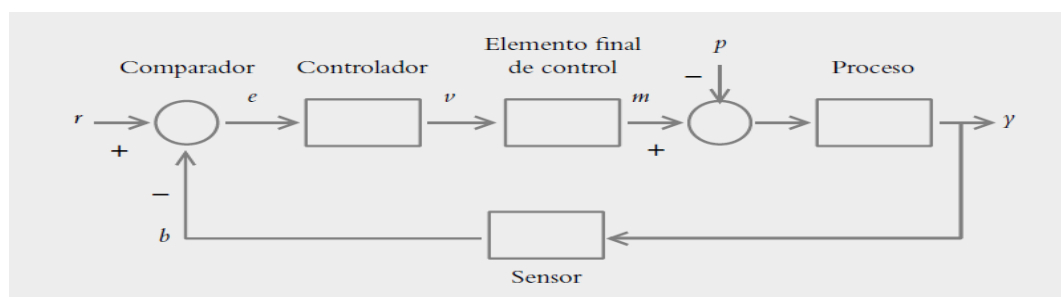 Elemento final
de control
p
Comparador
Controlador
Proceso
−
r
e
v
m
y
+
+
−
b
Sensor